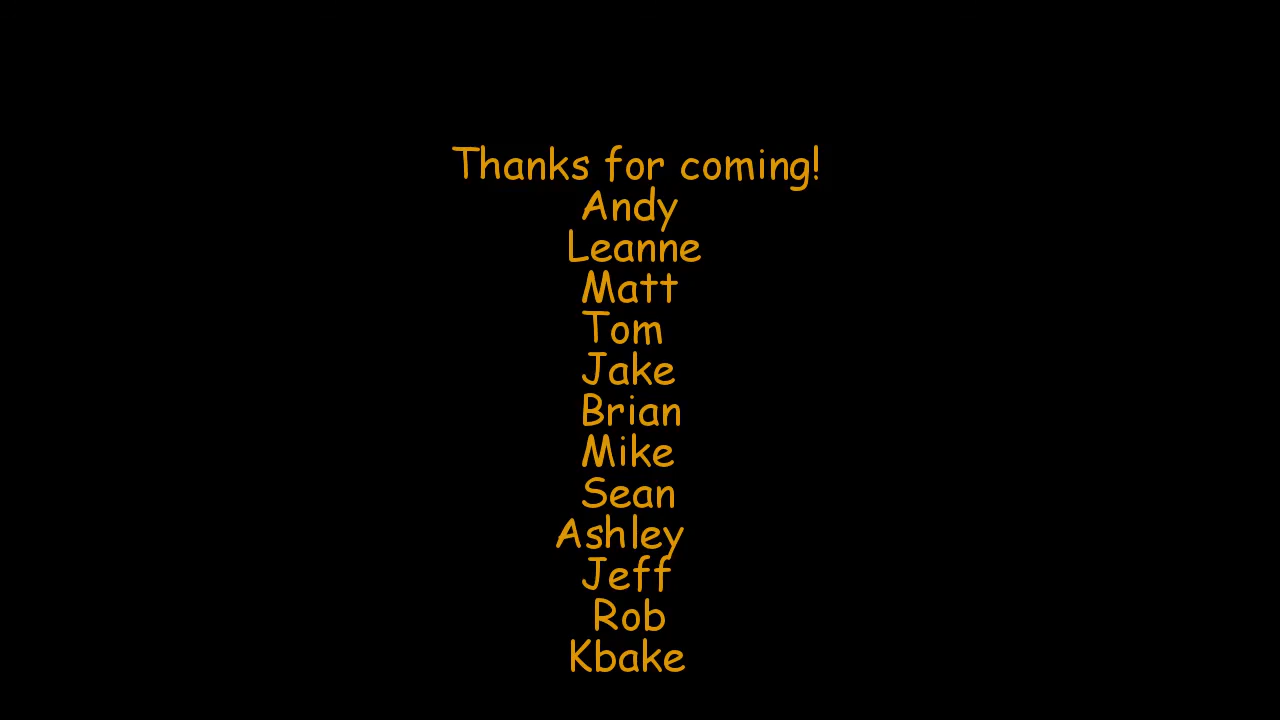 Thanks for coming!
Andy
Leanne
Matt
Tom
Jake
Brian
Mike
Sean
Ashley
Jeff
Rob
Kbake